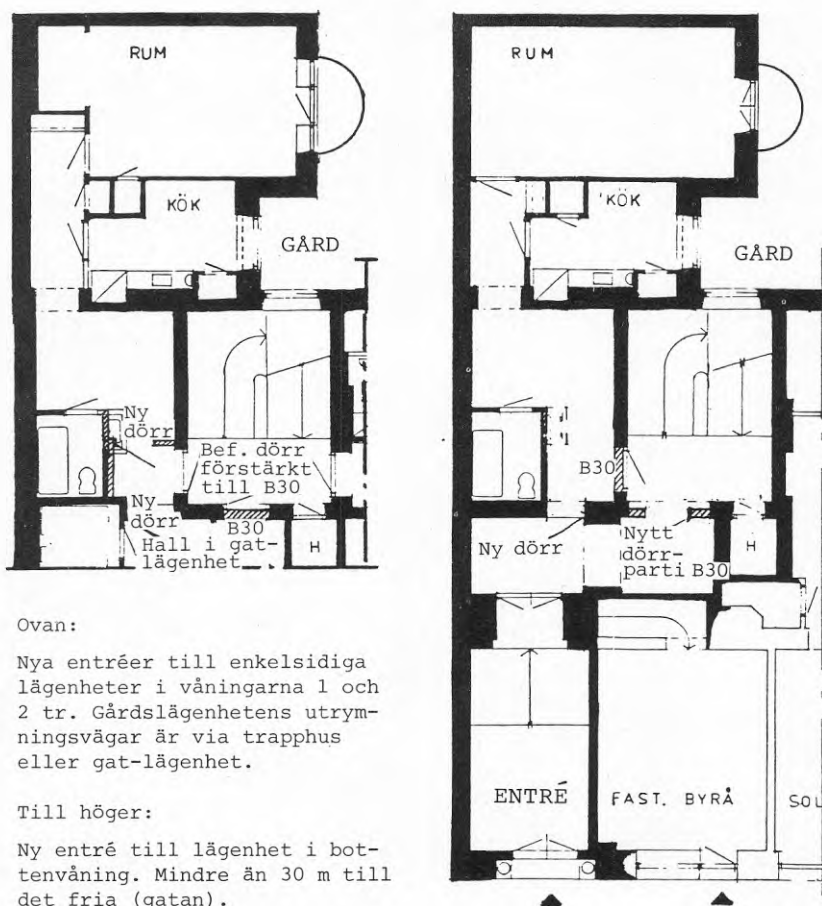 RUM
KÖK
GÅRD
Ny
dörr
Bef. dörr
förstärkt
till B30
Ny
dörr
B30
Hall i gat-
lägenhet
H
Ovan:
Nya entréer till enkelsidiga
lägenheter i våningarna 1 och
2 tr. Gårdslägenhetens utrym-
ningsvägar är via trapphus
eller gat-lägenhet.
Till höger:
Ny entré till lägenhet i bot-
tenvåning. Mindre än 30 m till
det fria (gatan).
RUM
KÖK
GÅRD
B30
Ny dörr
Nytt
dörr-
parti B30
H
ENTRÉ
FAST. BYRÅ
SOL